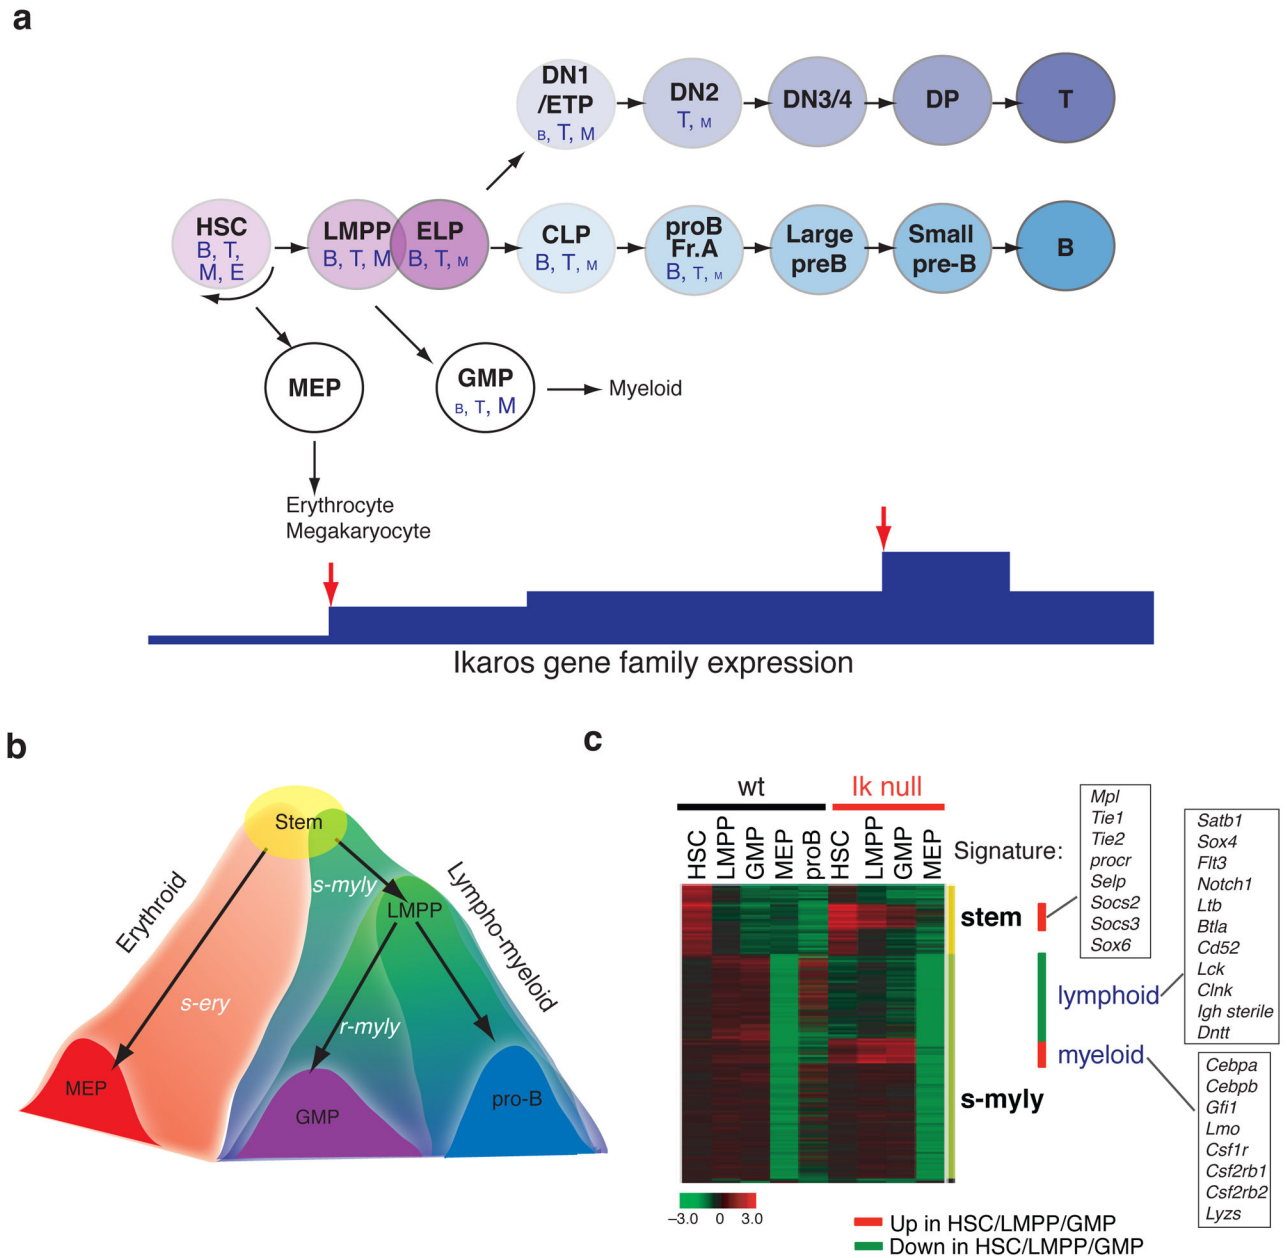 a
DN1
/ETP
B, T, M
DN2
T, M
DN3/4
DP
T
HSC
B, T,
M, E
LMPP
B, T, M
ELP
B, T, M
CLP
B, T, M
proB
Fr.A
B, T, M
Large
preB
Small
pre-B
B
MEP
GMP
B, T, M
Myeloid
Erythrocyte
Megakaryocyte
Ikaros gene family expression
b
Stem
Erythroid
s-myly
LMPP
Lympho-myeloid
s-ery
r-myly
MEP
GMP
pro-B
c
wt
Ik null
HSC
LMPP
GMP
MEP
proB
HSC
LMPP
GMP
MEP
Signature:
stem
lymphoid
myeloid
s-myly
Mpl
Tie1
Tie2
procr
Selp
Socs2
Socs3
Sox6
Satb1
Sox4
Flt3
Notch1
Ltb
Btla
Cd52
Lck
Clnk
Igh sterile
Dntt
Cebpa
Cebpb
Gfi1
Lmo
Csf1r
Csf2rb1
Csf2rb2
Lyzs
−3.0 0 3.0
Up in HSC/LMPP/GMP
Down in HSC/LMPP/GMP